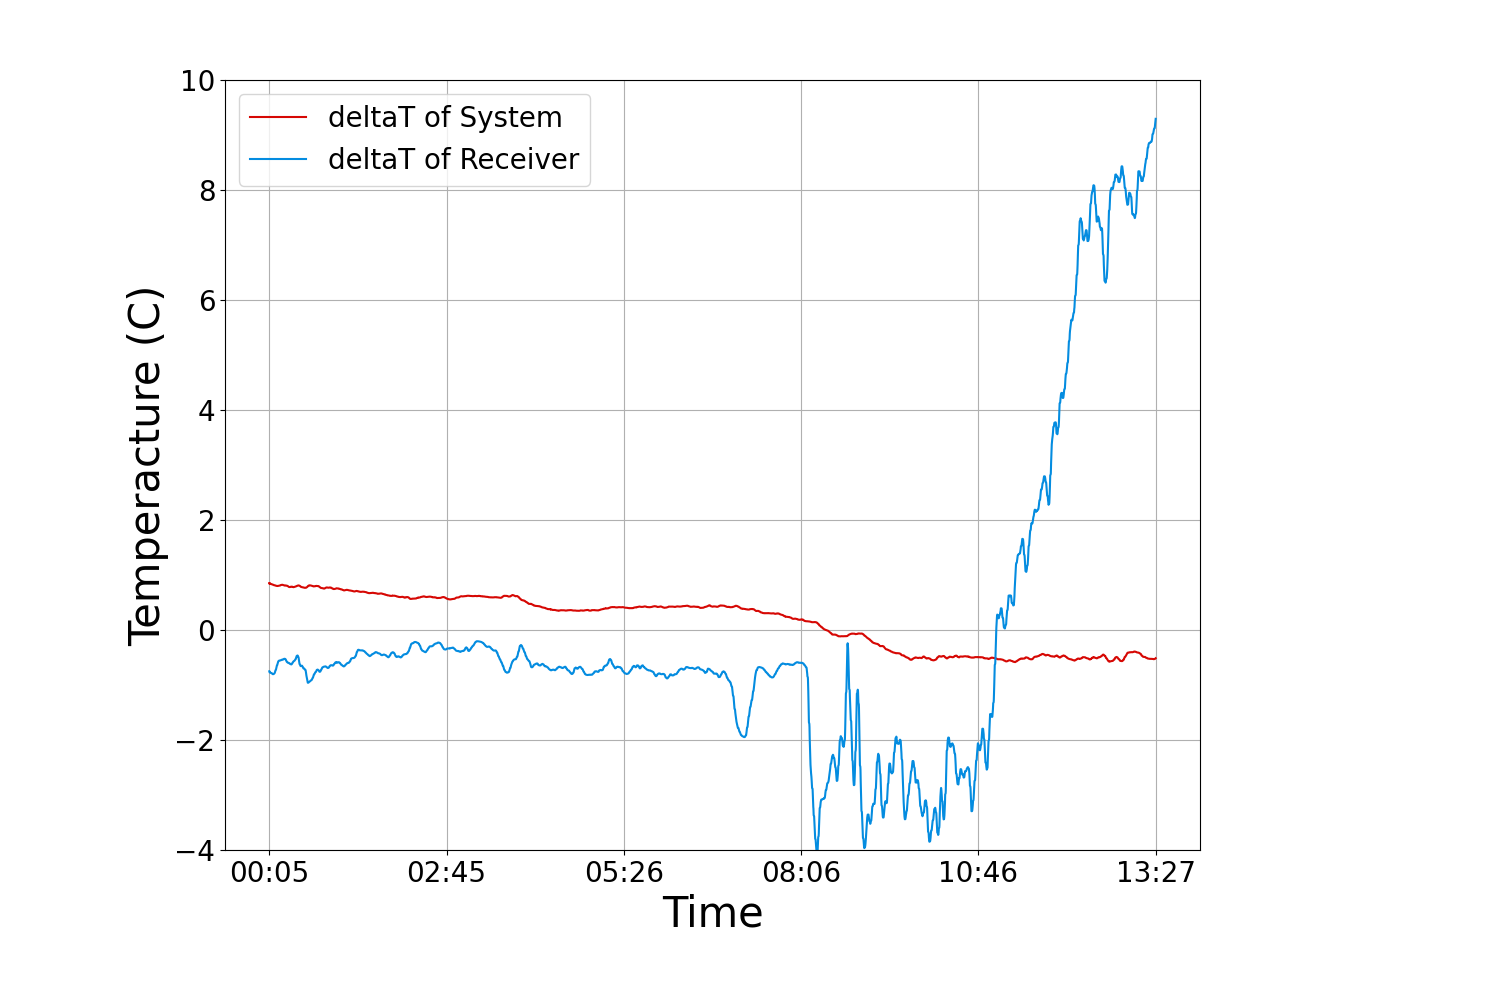 10
deltaT of System
deltaT of Receiver
8
6
4
2
0
−2
−4
Temperacture (C)
00:05 02:45 05:26 08:06 10:46 13:27
Time